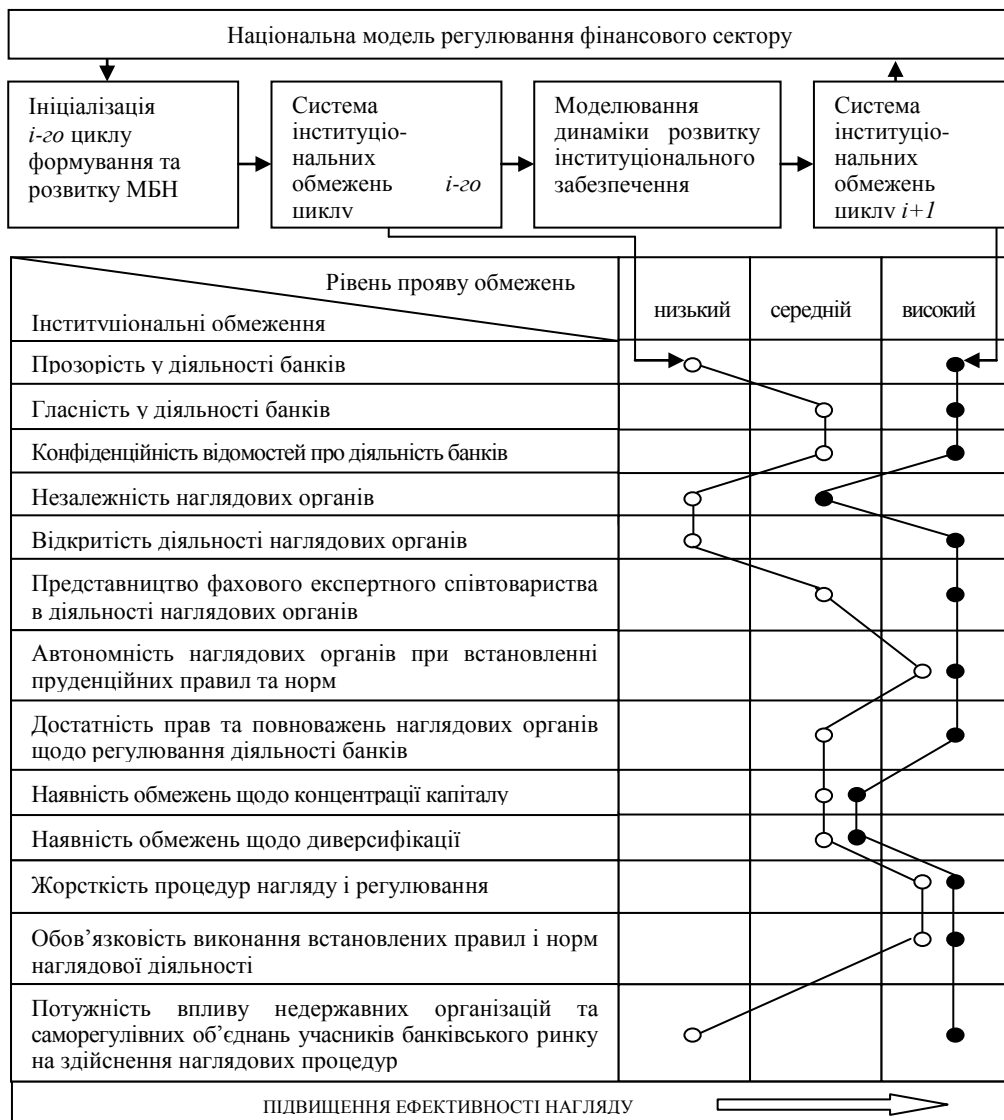 Національна модель регулювання фінансового сектору
Ініціалізація
i-го циклу
формування та
розвитку МБН
Система
інституціо-
нальних
обмежень i-го
циклу
Моделювання
динаміки розвитку
інституціонального
забезпечення
Система
інституціо-
нальних
обмежень
циклу i+1
Рівень прояву обмежень
Інституціональні обмеження
низький
середній
високий
Прозорість у діяльності банків
Гласність у діяльності банків
Конфіденційність відомостей про діяльність банків
Незалежність наглядових органів
Відкритість діяльності наглядових органів
Представництво фахового експертного співтовариства
в діяльності наглядових органів
Автономність наглядових органів при встановленні
пруденційних правил та норм
Достатність прав та повноважень наглядових органів
щодо регулювання діяльності банків
Наявність обмежень щодо концентрації капіталу
Наявність обмежень щодо диверсифікації
Жорсткість процедур нагляду і регулювання
Обов’язковість виконання встановлених правил і норм
наглядової діяльності
Потужність впливу недержавних організацій та
саморегулівних об’єднань учасників банківського ринку
на здійснення наглядових процедур
ПІДВИЩЕННЯ ЕФЕКТИВНОСТІ НАГЛЯДУ